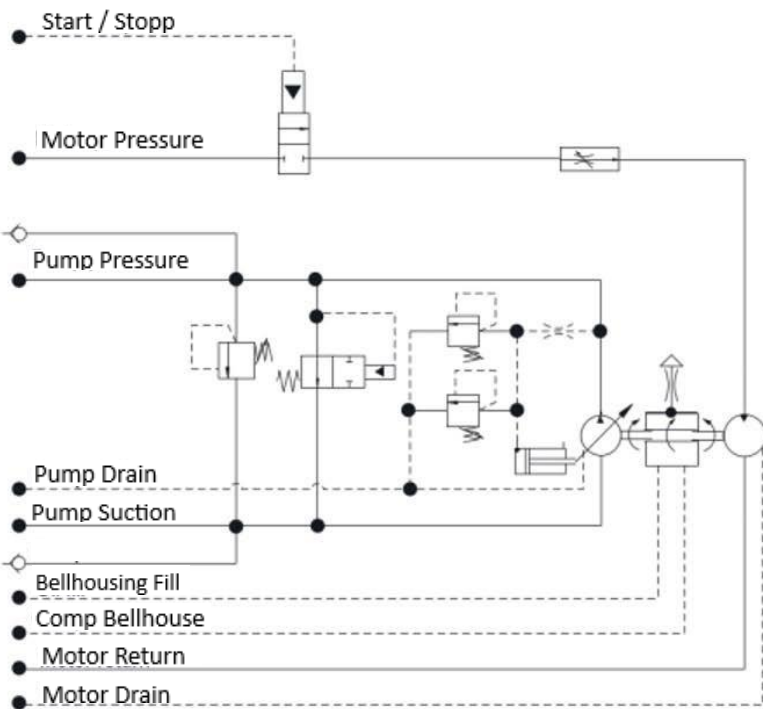 Start / Stopp
Motor Pressure
Pump Pressure
Pump Drain
Pump Suction
Bellhousing Fill
Comp Bellhouse
Motor Return
Motor Drain